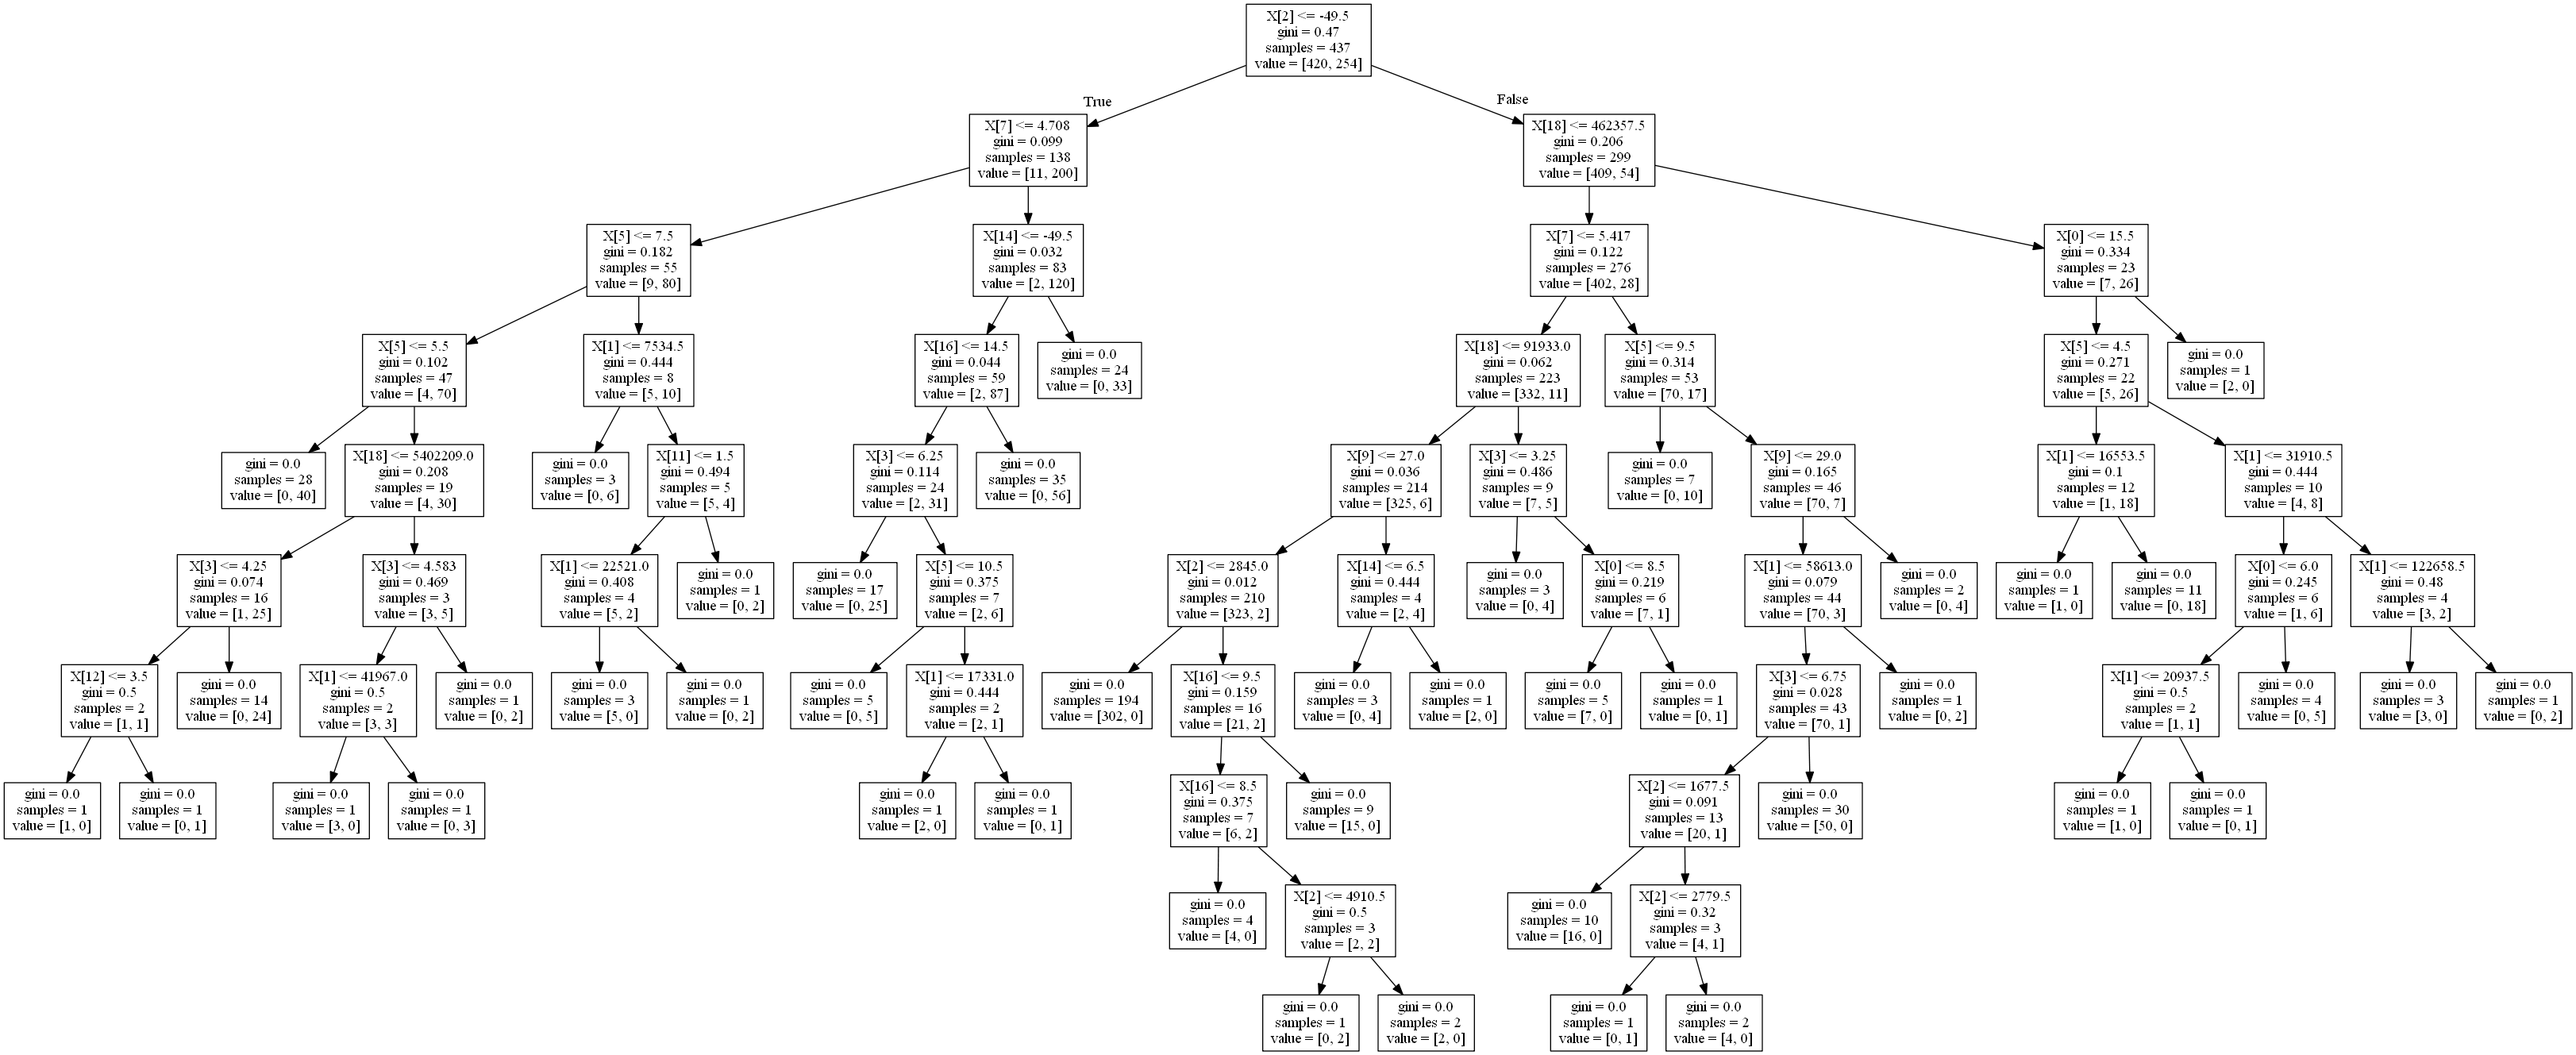 X[2] <= -49.5
gini = 0.47
samples = 437
value = [420, 254]
True
False
X[7] <= 4.708
gini = 0.099
samples = 138
value = [11, 200]
X[18] <= 462357.5
gini = 0.206
samples = 299
value = [409, 54]
X[5] <= 7.5
gini = 0.182
samples = 55
value = [9, 80]
X[14] <= -49.5
gini = 0.032
samples = 83
value = [2, 120]
X[7] <= 5.417
gini = 0.122
samples = 276
value = [402, 28]
X[0] <= 15.5
gini = 0.334
samples = 23
value = [7, 26]
X[5] <= 5.5
gini = 0.102
samples = 47
value = [4, 70]
X[1] <= 7534.5
gini = 0.444
samples = 8
value = [5, 10]
X[16] <= 14.5
gini = 0.044
samples = 59
value = [2, 87]
gini = 0.0
samples = 24
value = [0, 33]
X[18] <= 91933.0
gini = 0.062
samples = 223
value = [332, 11]
X[5] <= 9.5
gini = 0.314
samples = 53
value = [70, 17]
X[5] <= 4.5
gini = 0.271
samples = 22
value = [5, 26]
gini = 0.0
samples = 1
value = [2, 0]
gini = 0.0
samples = 28
value = [0, 40]
X[18] <= 5402209.0
gini = 0.208
samples = 19
value = [4, 30]
gini = 0.0
samples = 3
value = [0, 6]
X[11] <= 1.5
gini = 0.494
samples = 5
value = [5, 4]
X[3] <= 6.25
gini = 0.114
samples = 24
value = [2, 31]
gini = 0.0
samples = 35
value = [0, 56]
X[9] <= 27.0
gini = 0.036
samples = 214
value = [325, 6]
X[3] <= 3.25
gini = 0.486
samples = 9
value = [7, 5]
gini = 0.0
samples = 7
value = [0, 10]
X[9] <= 29.0
gini = 0.165
samples = 46
value = [70, 7]
X[1] <= 16553.5
gini = 0.1
samples = 12
value = [1, 18]
X[1] <= 31910.5
gini = 0.444
samples = 10
value = [4, 8]
X[3] <= 4.25
gini = 0.074
samples = 16
value = [1, 25]
X[3] <= 4.583
gini = 0.469
samples = 3
value = [3, 5]
X[1] <= 22521.0
gini = 0.408
samples = 4
value = [5, 2]
gini = 0.0
samples = 1
value = [0, 2]
gini = 0.0
samples = 17
value = [0, 25]
X[5] <= 10.5
gini = 0.375
samples = 7
value = [2, 6]
X[2] <= 2845.0
gini = 0.012
samples = 210
value = [323, 2]
X[14] <= 6.5
gini = 0.444
samples = 4
value = [2, 4]
gini = 0.0
samples = 3
value = [0, 4]
X[0] <= 8.5
gini = 0.219
samples = 6
value = [7, 1]
X[1] <= 58613.0
gini = 0.079
samples = 44
value = [70, 3]
gini = 0.0
samples = 2
value = [0, 4]
gini = 0.0
samples = 1
value = [1, 0]
gini = 0.0
samples = 11
value = [0, 18]
X[0] <= 6.0
gini = 0.245
samples = 6
value = [1, 6]
X[1] <= 122658.5
gini = 0.48
samples = 4
value = [3, 2]
X[12] <= 3.5
gini = 0.5
samples = 2
value = [1, 1]
gini = 0.0
samples = 14
value = [0, 24]
X[1] <= 41967.0
gini = 0.5
samples = 2
value = [3, 3]
gini = 0.0
samples = 1
value = [0, 2]
gini = 0.0
samples = 3
value = [5, 0]
gini = 0.0
samples = 1
value = [0, 2]
gini = 0.0
samples = 5
value = [0, 5]
X[1] <= 17331.0
gini = 0.444
samples = 2
value = [2, 1]
gini = 0.0
samples = 194
value = [302, 0]
X[16] <= 9.5
gini = 0.159
samples = 16
value = [21, 2]
gini = 0.0
samples = 3
value = [0, 4]
gini = 0.0
samples = 1
value = [2, 0]
gini = 0.0
samples = 5
value = [7, 0]
gini = 0.0
samples = 1
value = [0, 1]
X[3] <= 6.75
gini = 0.028
samples = 43
value = [70, 1]
gini = 0.0
samples = 1
value = [0, 2]
X[1] <= 20937.5
gini = 0.5
samples = 2
value = [1, 1]
gini = 0.0
samples = 4
value = [0, 5]
gini = 0.0
samples = 3
value = [3, 0]
gini = 0.0
samples = 1
value = [0, 2]
gini = 0.0
samples = 1
value = [1, 0]
gini = 0.0
samples = 1
value = [0, 1]
gini = 0.0
samples = 1
value = [3, 0]
gini = 0.0
samples = 1
value = [0, 3]
gini = 0.0
samples = 1
value = [2, 0]
gini = 0.0
samples = 1
value = [0, 1]
X[16] <= 8.5
gini = 0.375
samples = 7
value = [6, 2]
gini = 0.0
samples = 9
value = [15, 0]
X[2] <= 1677.5
gini = 0.091
samples = 13
value = [20, 1]
gini = 0.0
samples = 30
value = [50, 0]
gini = 0.0
samples = 1
value = [1, 0]
gini = 0.0
samples = 1
value = [0, 1]
gini = 0.0
samples = 4
value = [4, 0]
X[2] <= 4910.5
gini = 0.5
samples = 3
value = [2, 2]
gini = 0.0
samples = 10
value = [16, 0]
X[2] <= 2779.5
gini = 0.32
samples = 3
value = [4, 1]
gini = 0.0
samples = 1
value = [0, 2]
gini = 0.0
samples = 2
value = [2, 0]
gini = 0.0
samples = 1
value = [0, 1]
gini = 0.0
samples = 2
value = [4, 0]